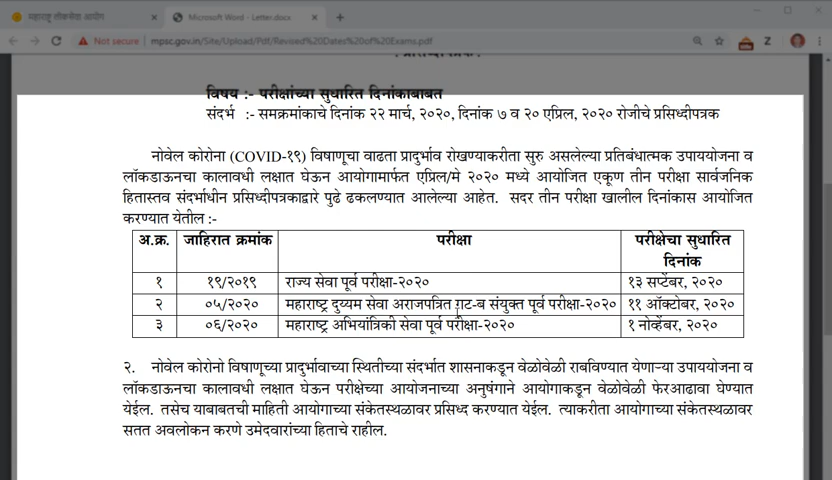 महाराष्ट्र लोकसेवा आयोग
Microsoft Word - Letter.docx
Not secure | mpsc.gov.in/Site/Upload/Pdf/Revised%20Dates%20of%20Exams.pdf
विषय :- परीक्षांच्या सुधारित दिनांकाबाबत
संदर्भ :- समक्रमांकाचे दिनांक २२ मार्च, २०२०, दिनांक ७ व २० एप्रिल, २०२० रोजीचे प्रसिध्दीपत्रक
नोवेल कोरोना (COVID-१९) विषाणूचा वाढता प्रादुर्भाव रोखण्याकरीता सुरु असलेल्या प्रतिबंधात्मक उपाययोजना व
लॉकडाऊनचा कालावधी लक्षात घेऊन आयोगामार्फत एप्रिल/मे २०२० मध्ये आयोजित एकूण तीन परीक्षा सार्वजनिक
हितास्तव संदर्भाधीन प्रसिध्दीपत्रकाद्वारे पुढे ढकलण्यात आलेल्या आहेत. सदर तीन परीक्षा खालील दिनांकास आयोजित
करण्यात येतील :-
अ.क्र. जाहिरात क्रमांक परीक्षा परीक्षेचा सुधारित
दिनांक
१ १९/२०१९ राज्य सेवा पूर्व परीक्षा-२०२० १३ सप्टेंबर, २०२०
२ ०५/२०२० महाराष्ट्र दुय्यम सेवा अराजपत्रित गट-ब संयुक्त पूर्व परीक्षा-२०२० ११ ऑक्टोबर, २०२०
३ ०६/२०२० महाराष्ट्र अभियांत्रिकी सेवा पूर्व परीक्षा-२०२० १ नोव्हेंबर, २०२०
२. नोवेल कोरोनो विषाणूच्या प्रादुर्भावाच्या स्थितीच्या संदर्भात शासनाकडून वेळोवेळी राबविण्यात येणाऱ्या उपाययोजना व
लॉकडाऊनचा कालावधी लक्षात घेऊन परीक्षेच्या आयोजनाच्या अनुषंगाने आयोगाकडून वेळोवेळी फेरआढावा घेण्यात
येईल. तसेच याबाबतची माहिती आयोगाच्या संकेतस्थळावर प्रसिध्द करण्यात येईल. त्याकरीता आयोगाच्या संकेतस्थळावर
सतत अवलोकन करणे उमेदवारांच्या हिताचे राहील.